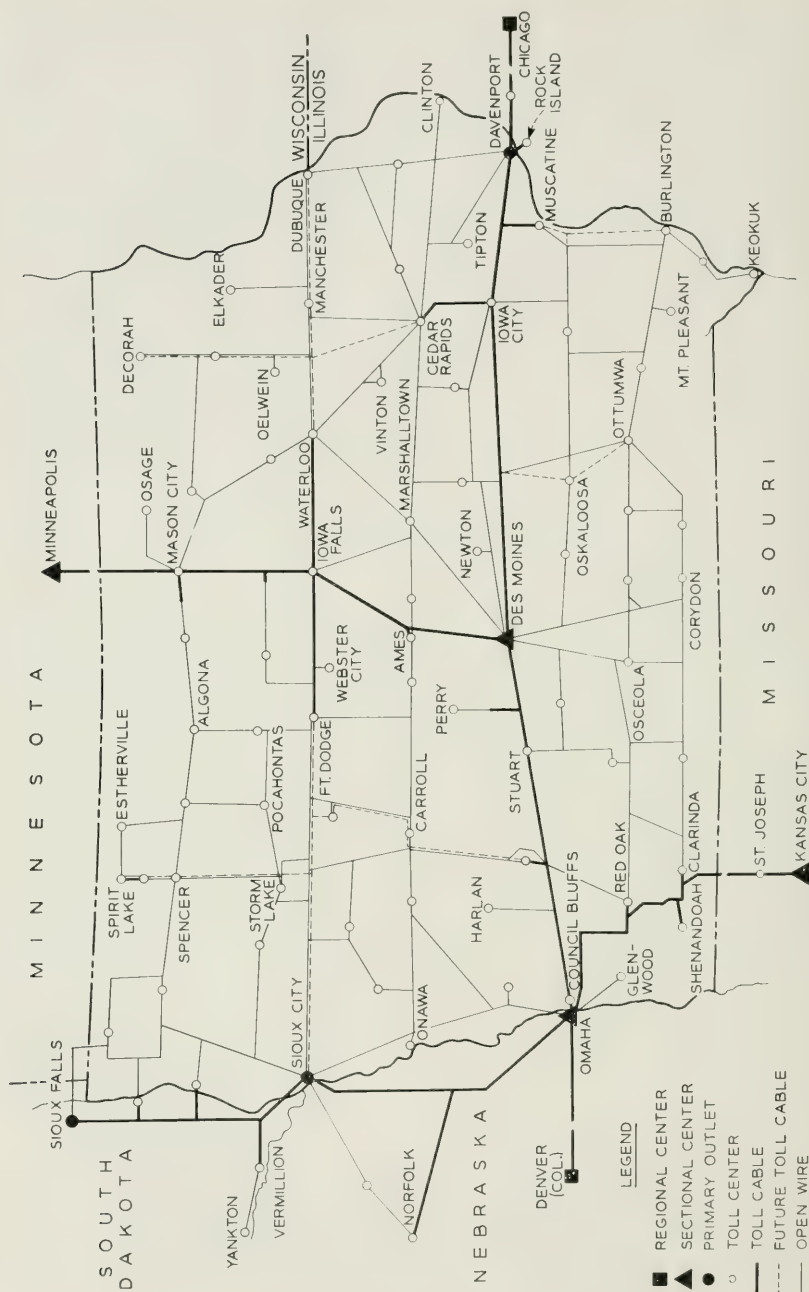 MINNESOTA
SOUTH
DAKOTA
NEBRASKA
MISSOURI
WISCONSIN
ILLINOIS
SIOUX FALLS
MINNEAPOLIS
SPIRIT
LAKE
ESTHERVILLE
OSAGE
DECORAH
SPENCER
ALGONA
MASON CITY
ELKADER
YANKTON
VERMILLION
STORM
LAKE
POCAHONTAS
OELWEIN
SIOUX CITY
FT. DODGE
WEBSTER
CITY
IOWA
FALLS
WATERLOO
MANCHESTER
DUBUQUE
VINTON
NORFOLK
ONAWA
CARROLL
AMES
MARSHALLTOWN
CEDAR
RAPIDS
CLINTON
HARLAN
PERRY
NEWTON
TIPTON
STUART
DES MOINES
IOWA
CITY
DAVENPORT
CHICAGO
ROCK
ISLAND
MUSCATINE
DENVER
(COL.)
OMAHA
COUNCIL BLUFFS
GLEN-
WOOD
RED OAK
OSCEOLA
OSKALOOSA
OTTUMWA
MT. PLEASANT
BURLINGTON
SHENANDOAH
CLARINDA
CORYDON
KEOKUK
ST. JOSEPH
KANSAS CITY
LEGEND
REGIONAL CENTER
SECTIONAL CENTER
PRIMARY OUTLET
TOLL CENTER
TOLL CABLE
FUTURE TOLL CABLE
OPEN WIRE